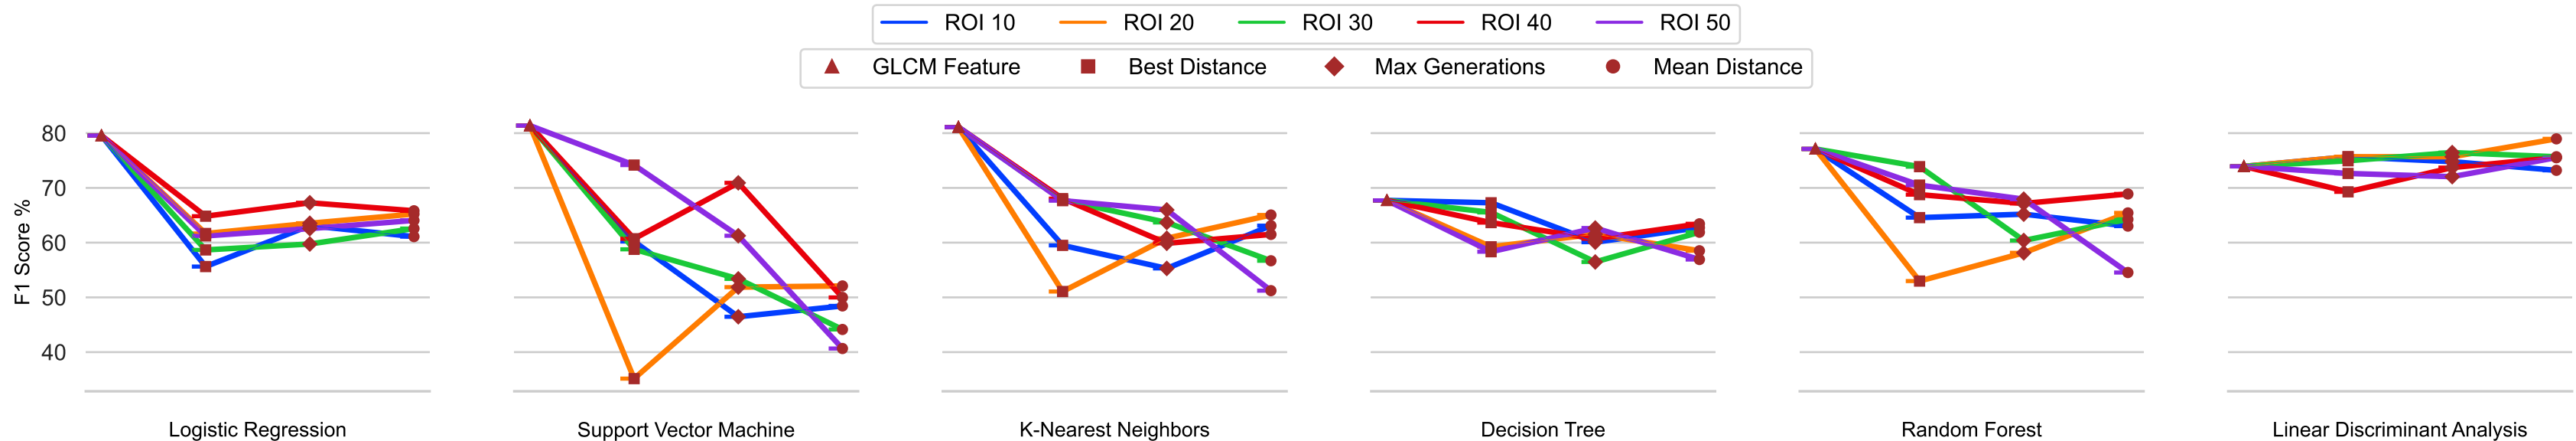 ROI 10 ROI 20 ROI 30 ROI 40 ROI 50
GLCM Feature Best Distance Max Generations Mean Distance
F1 Score %
80
70
60
50
40
Logistic Regression Support Vector Machine K-Nearest Neighbors Decision Tree Random Forest Linear Discriminant Analysis